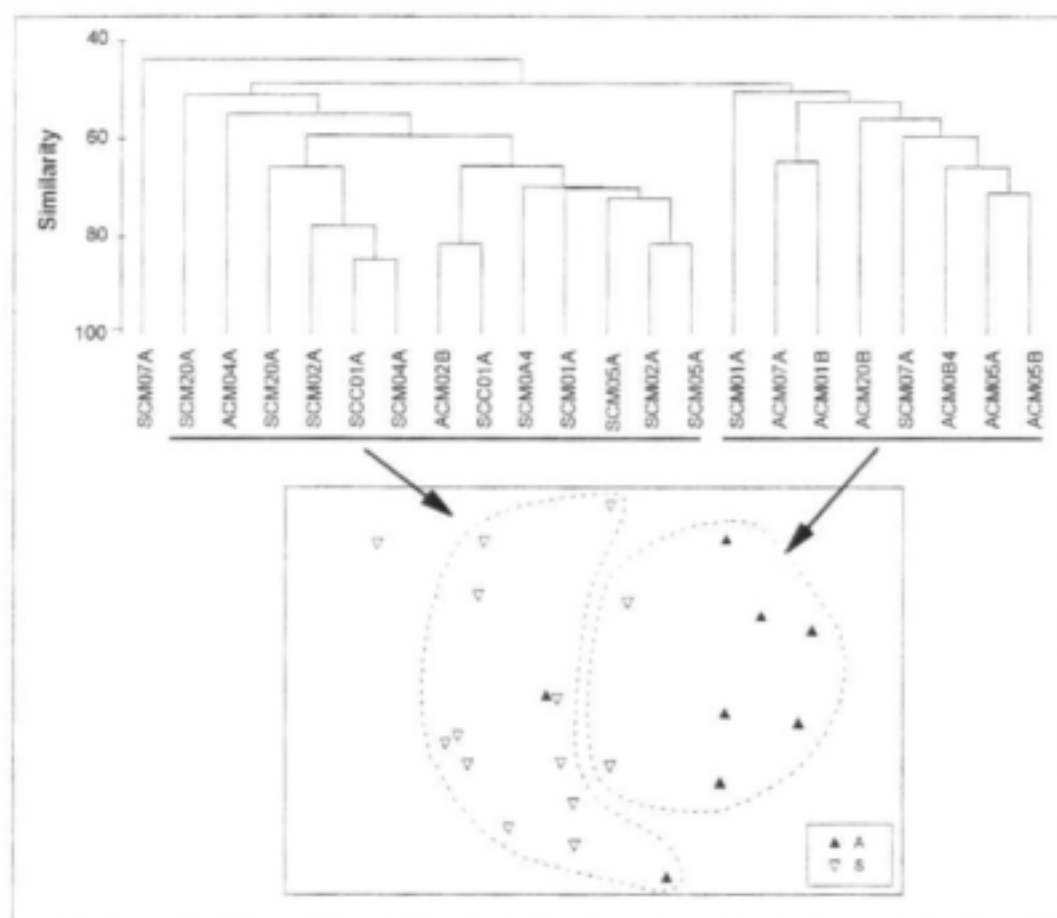 40
60
80
100
Similarity
SCM07A
SCM20A
ACM04A
SCM20A
SCM02A
SCC01A
SCM04A
ACM02B
SCC01A
SCM0A4
SCM01A
SCM05A
SCM02A
SCM05A
SCM01A
ACM07A
ACM01B
ACM20B
SCM07A
ACM0B4
ACM05A
ACM05B
A
S